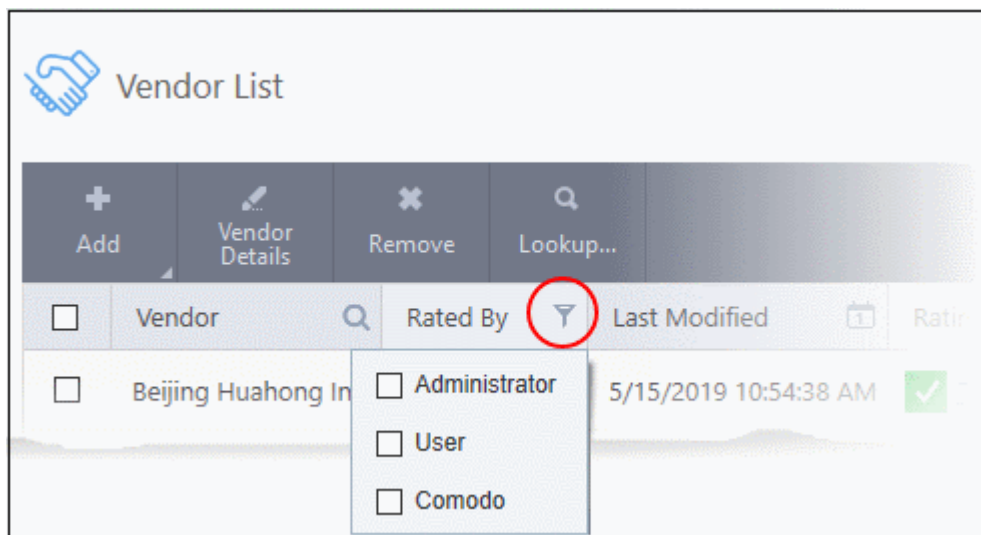 Vendor List
Add
Vendor
Details
Remove
Lookup...
Vendor
Rated By
Last Modified
Beijing Huahong
5/15/2019 10:54:38 AM
Administrator
User
Comodo